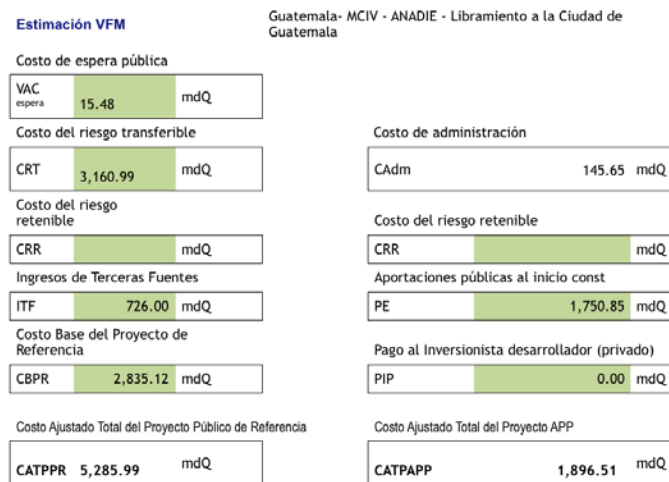 Estimación VFM
Guatemala- MCIV - ANADIE - Libramiento a la Ciudad de
Guatemala
Costo de espera pública
VAC
espera 15.48 mdQ
Costo del riesgo transferible
CRT 3,160.99 mdQ
Costo de administración
CAdm 145.65 mdQ
Costo del riesgo
retenible
CRR mdQ
Costo del riesgo retenible
CRR mdQ
Ingresos de Terceras Fuentes
ITF 726.00 mdQ
Aportaciones públicas al inicio const
PE 1,750.85 mdQ
Costo Base del Proyecto de
Referencia
CBPR 2,835.12 mdQ
Pago al Inversionista desarrollador (privado)
PIP 0.00 mdQ
Costo Ajustado Total del Proyecto Público de Referencia
CATPPR 5,285.99 mdQ
Costo Ajustado Total del Proyecto APP
CATPAPP 1,896.51 mdQ